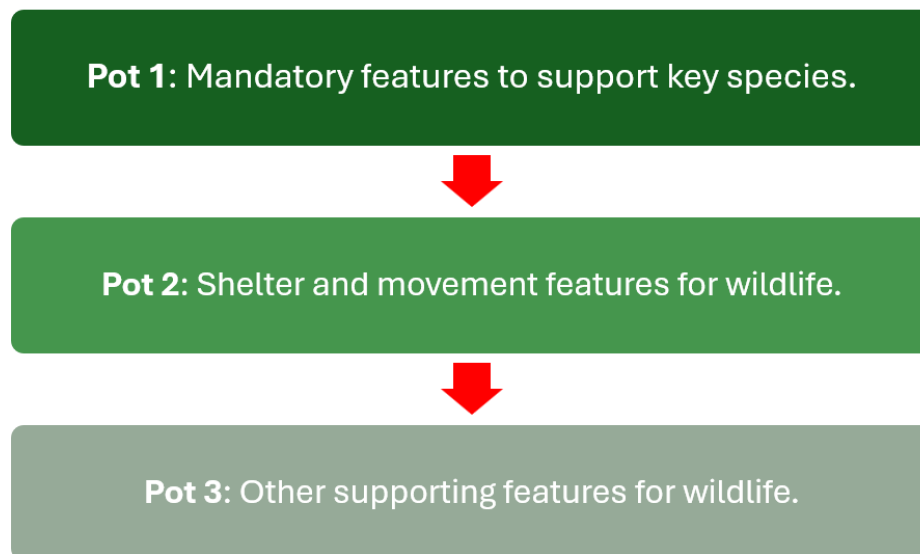 Pot 1: Mandatory features to support key species.
Pot 2: Shelter and movement features for wildlife.
Pot 3: Other supporting features for wildlife.